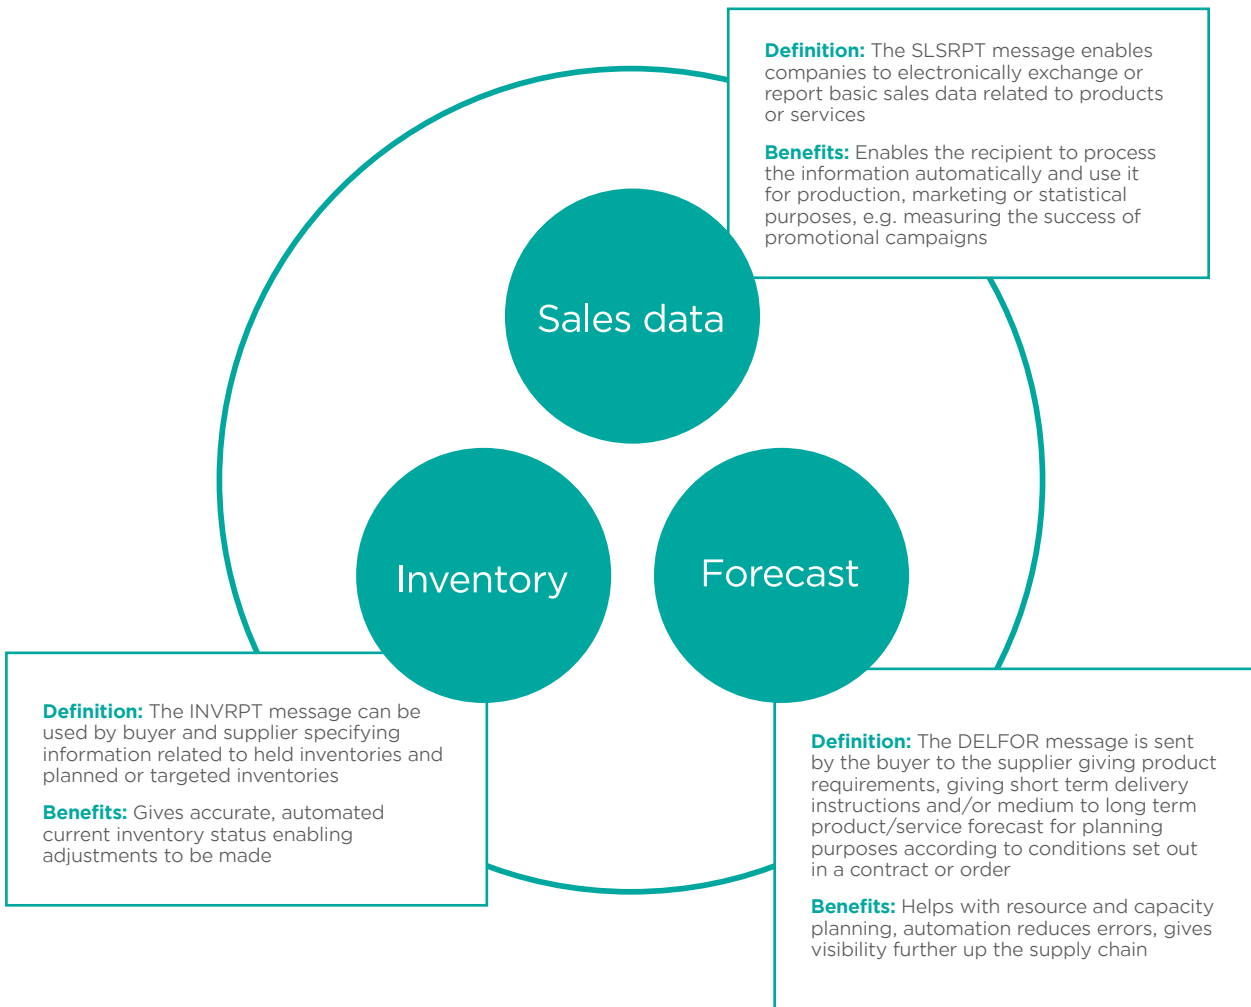 Definition: The SLSRPT message enables
companies to electronically exchange or
report basic sales data related to products
or services
Benefits: Enables the recipient to process
the information automatically and use it
for production, marketing or statistical
purposes, e.g. measuring the success of
promotional campaigns
Sales data
Inventory
Forecast
Definition: The INVRPT message can be
used by buyer and supplier specifying
information related to held inventories and
planned or targeted inventories
Benefits: Gives accurate, automated
current inventory status enabling
adjustments to be made
Definition: The DELFOR message is sent
by the buyer to the supplier giving product
requirements, giving short term delivery
instructions and/or medium to long term
product/service forecast for planning
purposes according to conditions set out
in a contract or order
Benefits: Helps with resource and capacity
planning, automation reduces errors, gives
visibility further up the supply chain